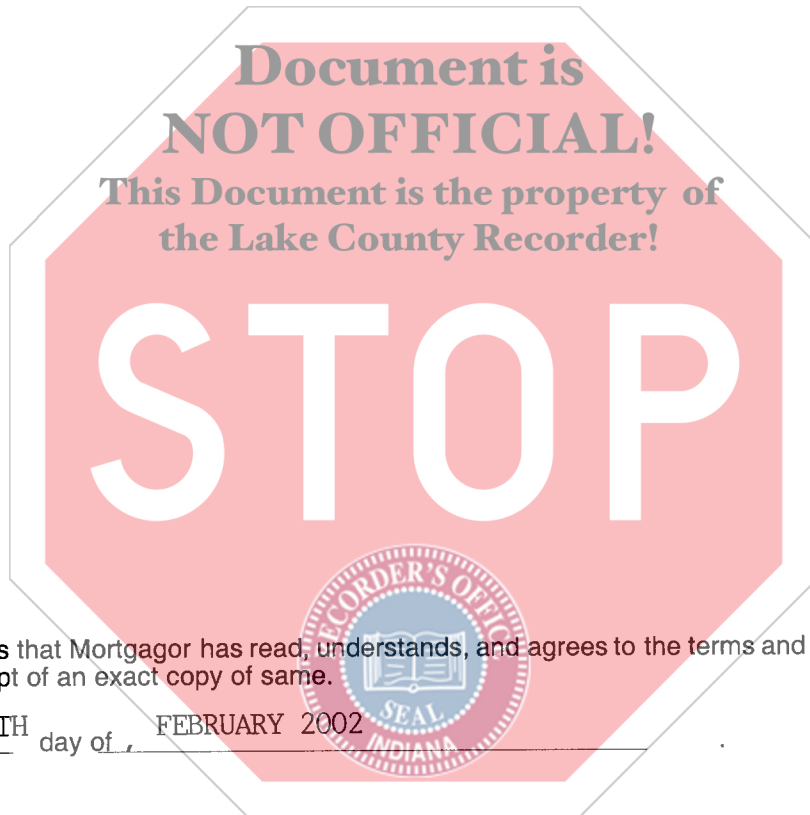 Document is
NOT OFFICIAL!
This Document is the property of
the Lake County Recorder!
STOP
RECORDER'S OFFICE
s that Mortgagor has read, understands, and agrees to the terms and
pt of an exact copy of same.
TH day of , FEBRUARY 2002 .
SEAL
INDIANA